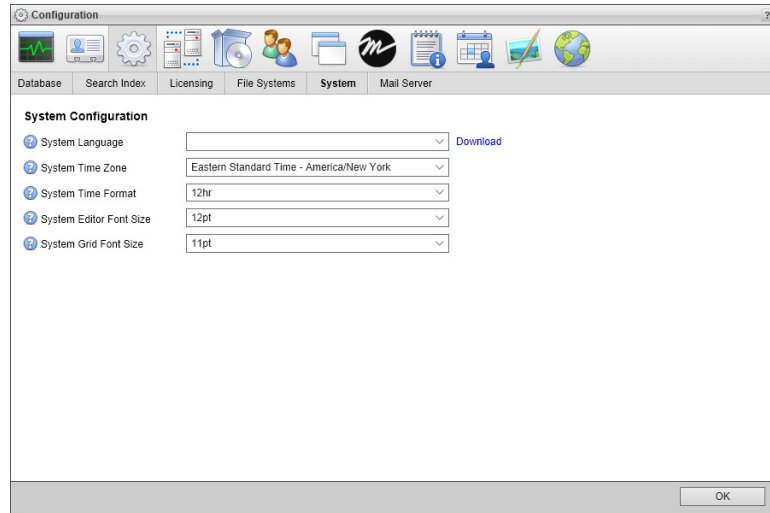 Configuration ?
Database Search Index Licensing File Systems System Mail Server
System Configuration
? System Language Download
? System Time Zone Eastern Standard Time - America/New York
? System Time Format 12hr
? System Editor Font Size 12pt
? System Grid Font Size 11pt
OK